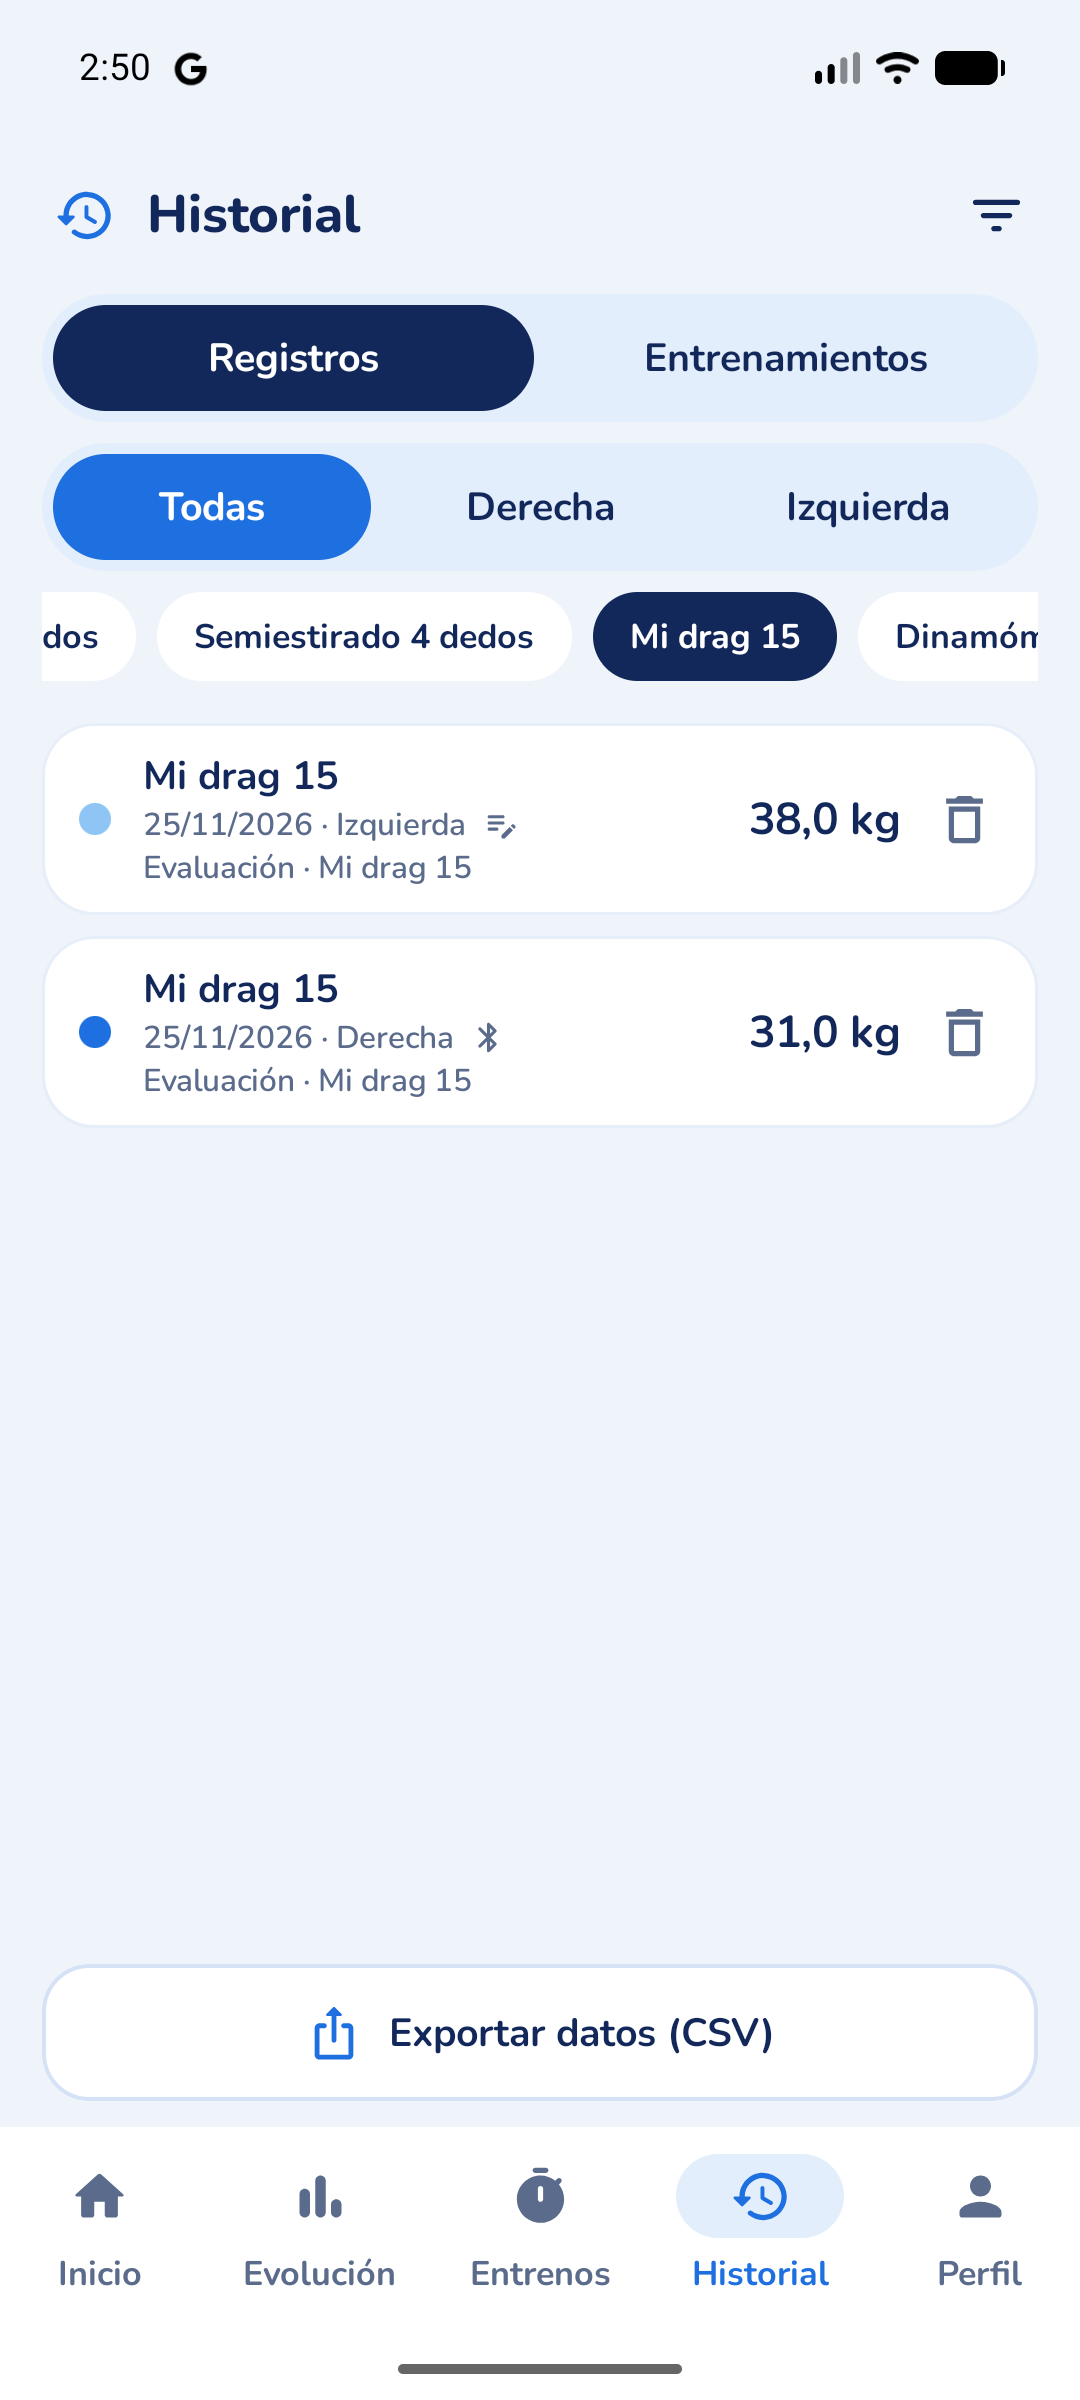 2:50
Historial
Registros
Entrenamientos
Todas
Derecha
Izquierda
dos
Semiestirado 4 dedos
Mi drag 15
Dinamóm
Mi drag 15
25/11/2026 · Izquierda
Evaluación · Mi drag 15
38,0 kg
Mi drag 15
25/11/2026 · Derecha
Evaluación · Mi drag 15
31,0 kg
Exportar datos (CSV)
Inicio
Evolución
Entrenos
Historial
Perfil